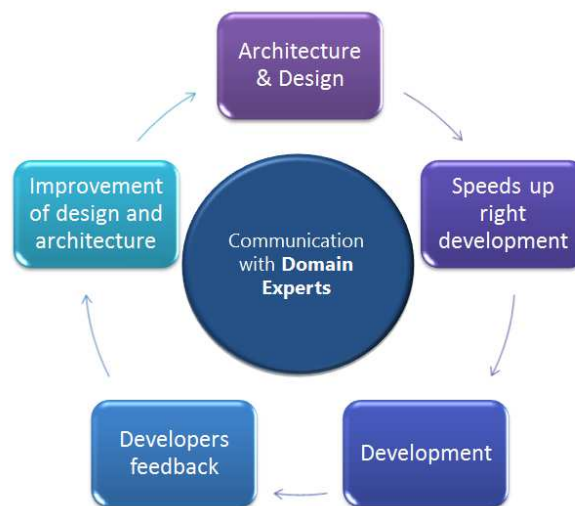 Architecture
& Design
Speeds up
right
development
Development
Developers
feedback
Improvement
of design and
architecture
Communication
with Domain
Experts